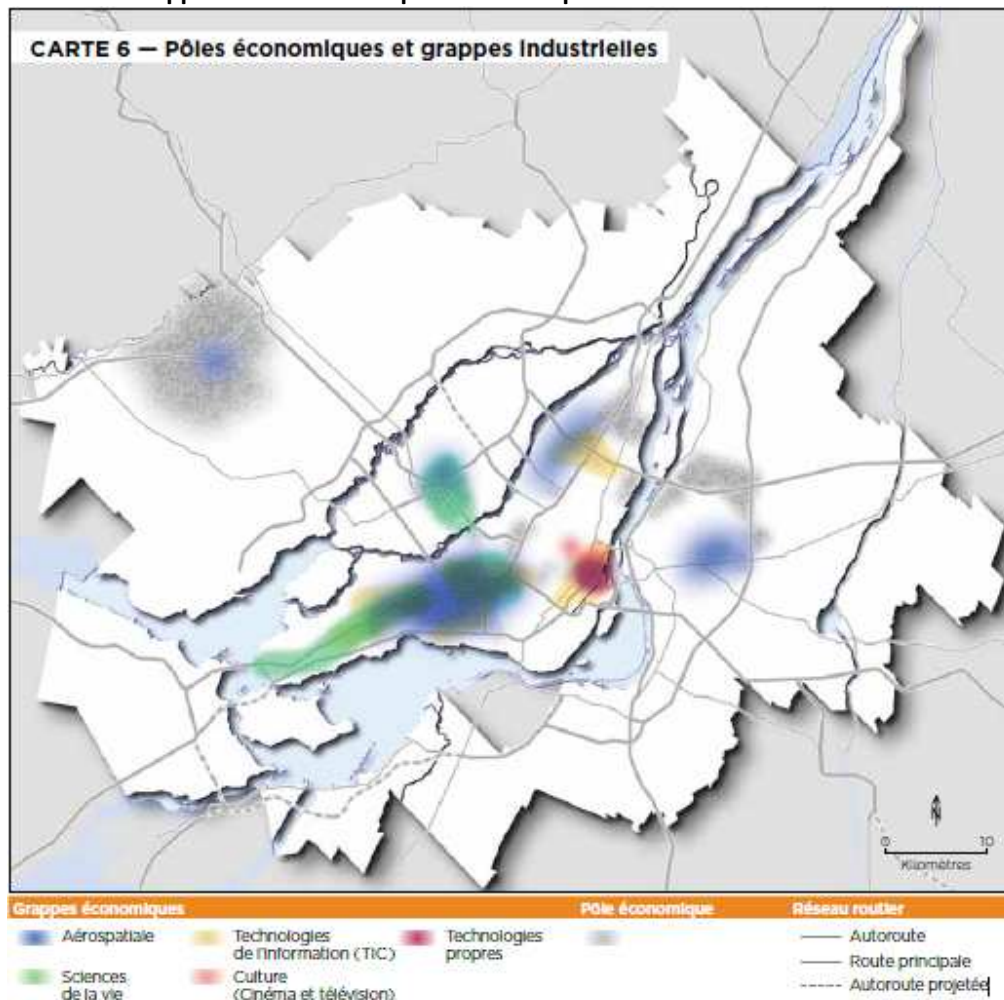 CARTE 6 — Pôles économiques et grappes industrielles
N
0 10
Kilomètres
Grappes économiques
Pôle économique
Réseau routier
Aérospatiale
Technologies
de l'information (TIC)
Technologies
propres
Autoroute
Route principale
Sciences
de la vie
Culture
(Cinéma et télévision)
Autoroute projetée